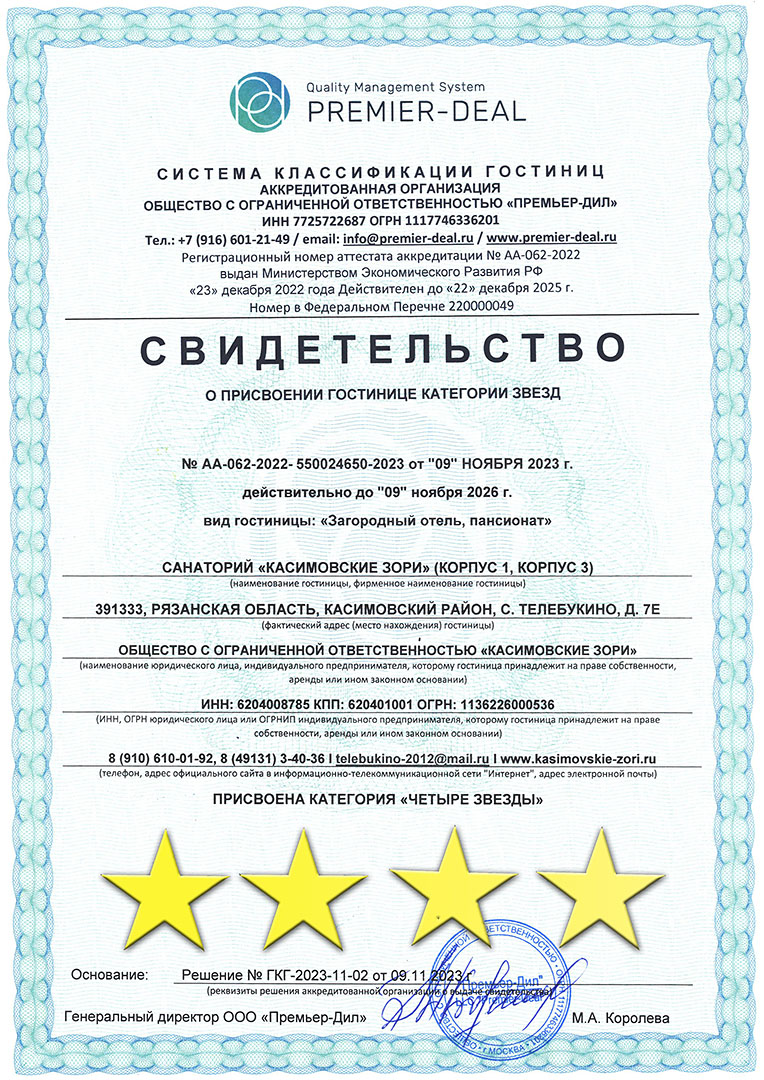 Quality Management System
PREMIER-DEAL
СИСТЕМА КЛАССИФИКАЦИИ ГОСТИНИЦ
АККРЕДИТОВАННАЯ ОРГАНИЗАЦИЯ
ОБЩЕСТВО С ОГРАНИЧЕННОЙ ОТВЕТСТВЕННОСТЬЮ «ПРЕМЬЕР-ДИЛ»
ИНН 7725722687 ОГРН 1117746336201
Тел.: +7 (916) 601-21-49 / email: info@premier-deal.ru / www.premier-deal.ru
Регистрационный номер аттестата аккредитации № АА-062-2022
выдан Министерством Экономического Развития РФ
«23» декабря 2022 года Действителен до «22» декабря 2025 г.
Номер в Федеральном Перечне 220000049
СВИДЕТЕЛЬСТВО
О ПРИСВОЕНИИ ГОСТИНИЦЕ КАТЕГОРИИ ЗВЕЗД
№ АА-062-2022- 550024650-2023 от "09" НОЯБРЯ 2023 г.
действительно до "09" ноября 2026 г.
вид гостиницы: «Загородный отель, пансионат»
САНАТОРИЙ «КАСИМОВСКИЕ ЗОРИ» (КОРПУС 1, КОРПУС 3)
(наименование гостиницы, фирменное наименование гостиницы)
391333, РЯЗАНСКАЯ ОБЛАСТЬ, КАСИМОВСКИЙ РАЙОН, С. ТЕЛЕБУКИНО, Д. 7Е
(фактический адрес (место нахождения) гостиницы)
ОБЩЕСТВО С ОГРАНИЧЕННОЙ ОТВЕТСТВЕННОСТЬЮ «КАСИМОВСКИЕ ЗОРИ»
(наименование юридического лица, индивидуального предпринимателя, которому гостиница принадлежит на праве собственности,
аренды или ином законном основании)
ИНН: 6204008785 КПП: 620401001 ОГРН: 1136226000536
(ИНН, ОГРН юридического лица или ОГРНИП индивидуального предпринимателя, которому гостиница принадлежит на праве
собственности, аренды или ином законном основании)
8 (910) 610-01-92, 8 (49131) 3-40-36 I telebukino-2012@mail.ru I www.kasimovskie-zori.ru
(телефон, адрес официального сайта в информационно-телекоммуникационной сети "Интернет", адрес электронной почты)
ПРИСВОЕНА КАТЕГОРИЯ «ЧЕТЫРЕ ЗВЕЗДЫ»
Основание: Решение № ГКГ-2023-11-02 от 09.11.2023 г
(реквизиты решения аккредитованной организации о выдаче свидетельства)
Генеральный директор ООО «Премьер-Дил»
М.А. Королева
"Премьер-Дил"
г МОСКВА